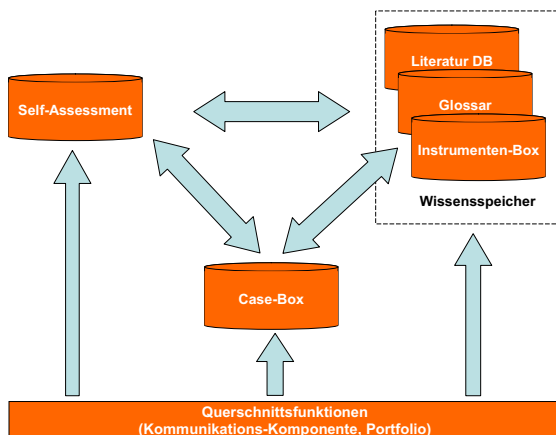 Literatur DB
Self-Assessment
Glossar
Instrumenten-Box
Wissensspeicher
Case-Box
Querschnittsfunktionen
(Kommunikations-Komponente, Portfolio)